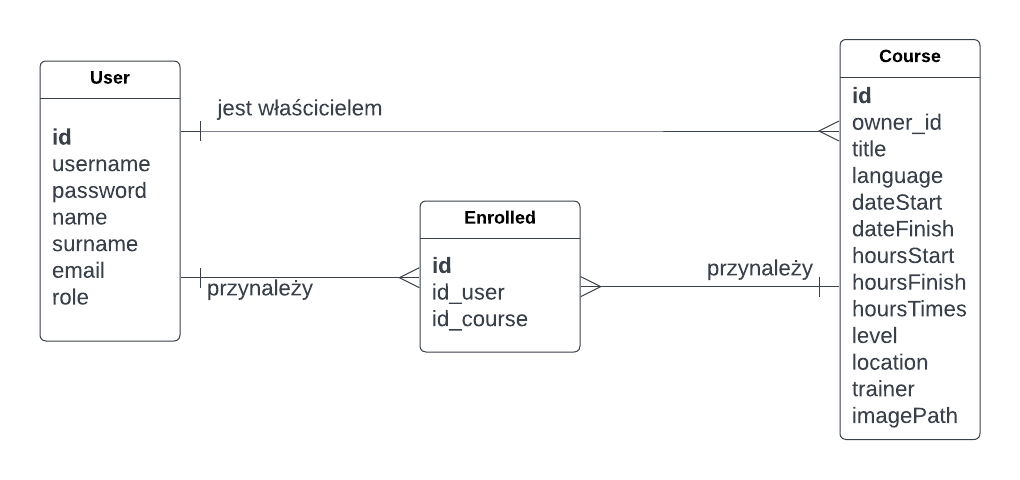 User
id
username
password
name
surname
email
role
jest właścicielem
przynależy
Enrolled
id
id_user
id_course
przynależy
Course
id
owner_id
title
language
dateStart
dateFinish
hoursStart
hoursFinish
hoursTimes
level
location
trainer
imagePath